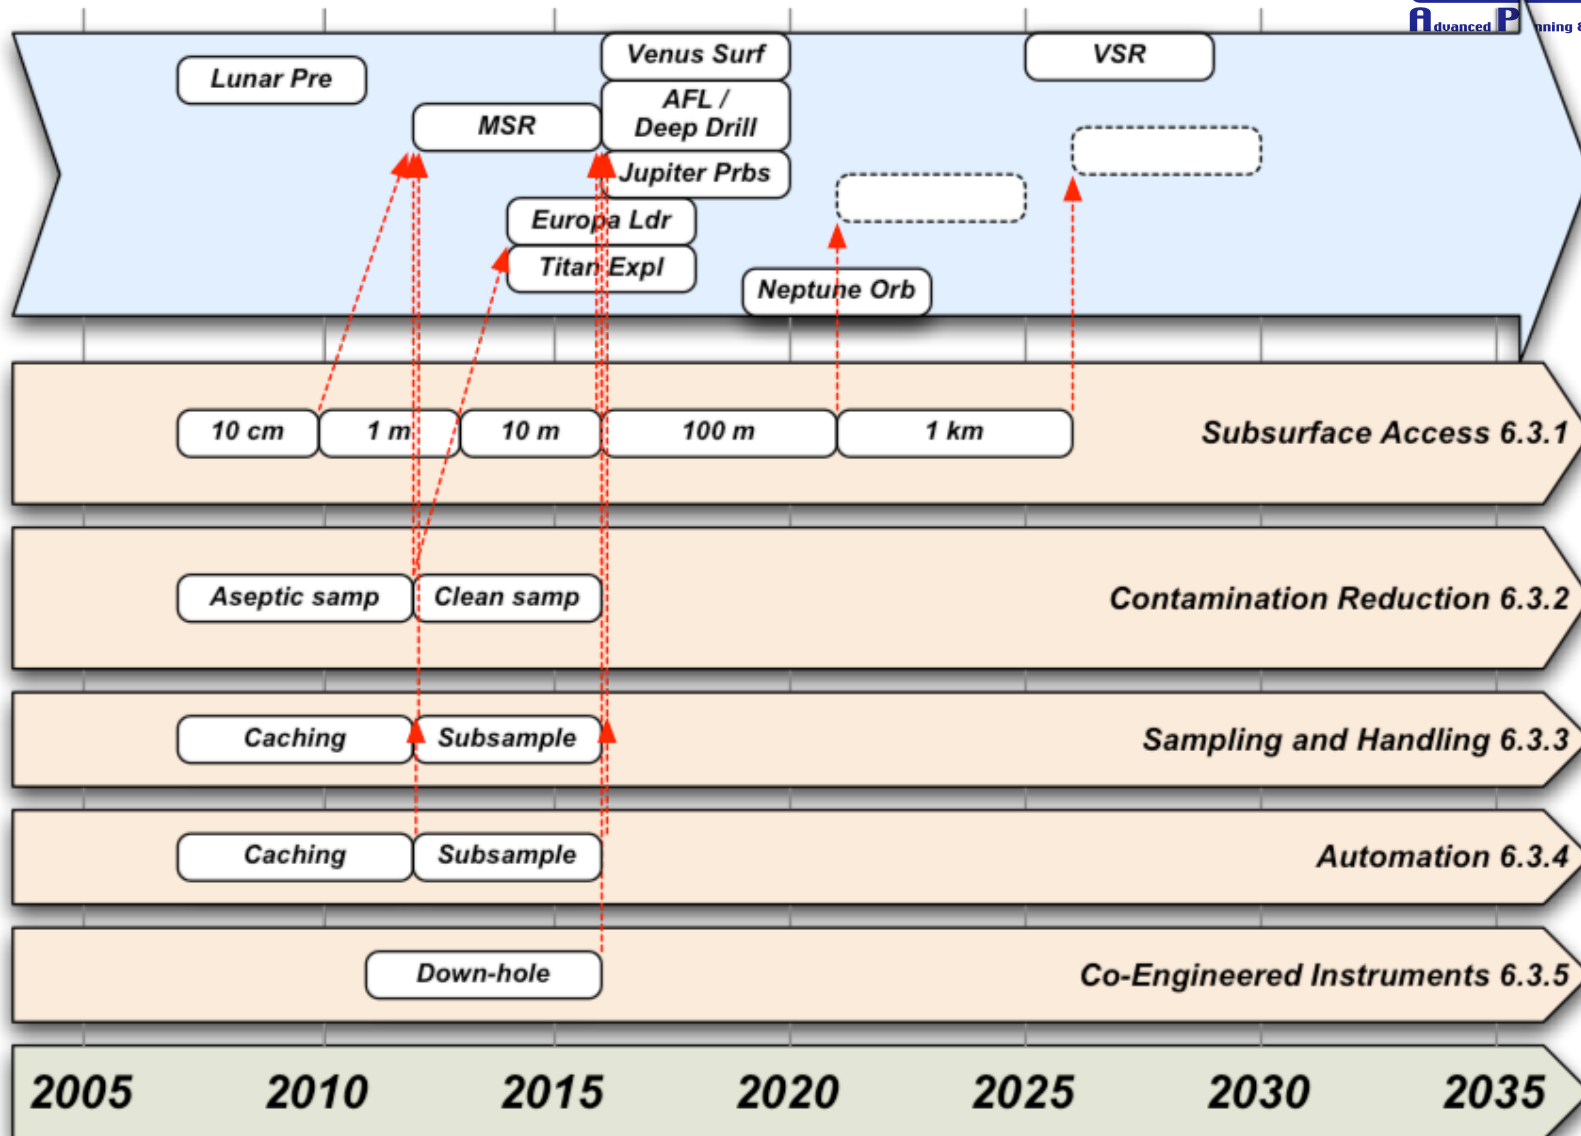 Advanced P nning &
Venus Surf
VSR
Lunar Pre
AFL /
Deep Drill
MSR
Jupiter Prbs
Europa Ldr
Titan Expl
Neptune Orb
10 cm 1 m 10 m 100 m 1 km Subsurface Access 6.3.1
Aseptic samp Clean samp Contamination Reduction 6.3.2
Caching Subsample Sampling and Handling 6.3.3
Caching Subsample Automation 6.3.4
Down-hole Co-Engineered Instruments 6.3.5
2005 2010 2015 2020 2025 2030 2035